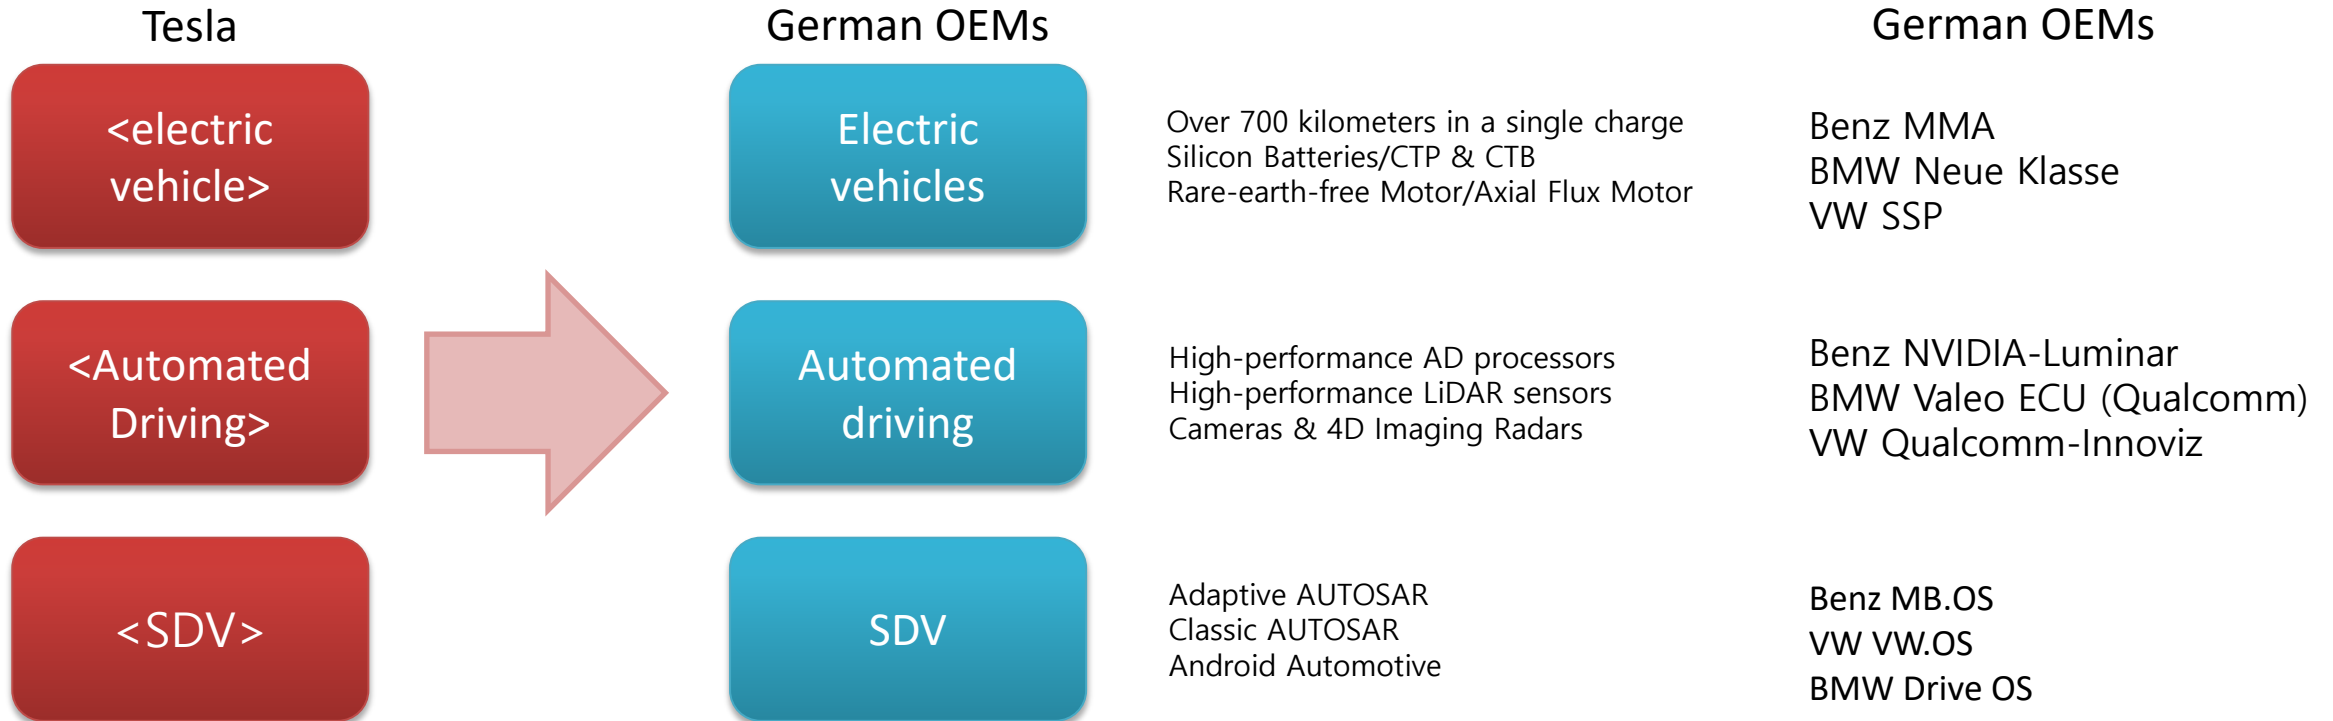 Tesla
German OEMs
German OEMs
<electric
vehicle>
Electric
vehicles
Over 700 kilometers in a single charge
Silicon Batteries/CTP & CTB
Rare-earth-free Motor/Axial Flux Motor
Benz MMA
BMW Neue Klasse
VW SSP
<Automated
Driving>
Automated
driving
High-performance AD processors
High-performance LiDAR sensors
Cameras & 4D Imaging Radars
Benz NVIDIA-Luminar
BMW Valeo ECU (Qualcomm)
VW Qualcomm-Innoviz
<SDV>
SDV
Adaptive AUTOSAR
Classic AUTOSAR
Android Automotive
Benz MB.OS
VW VW.OS
BMW Drive OS